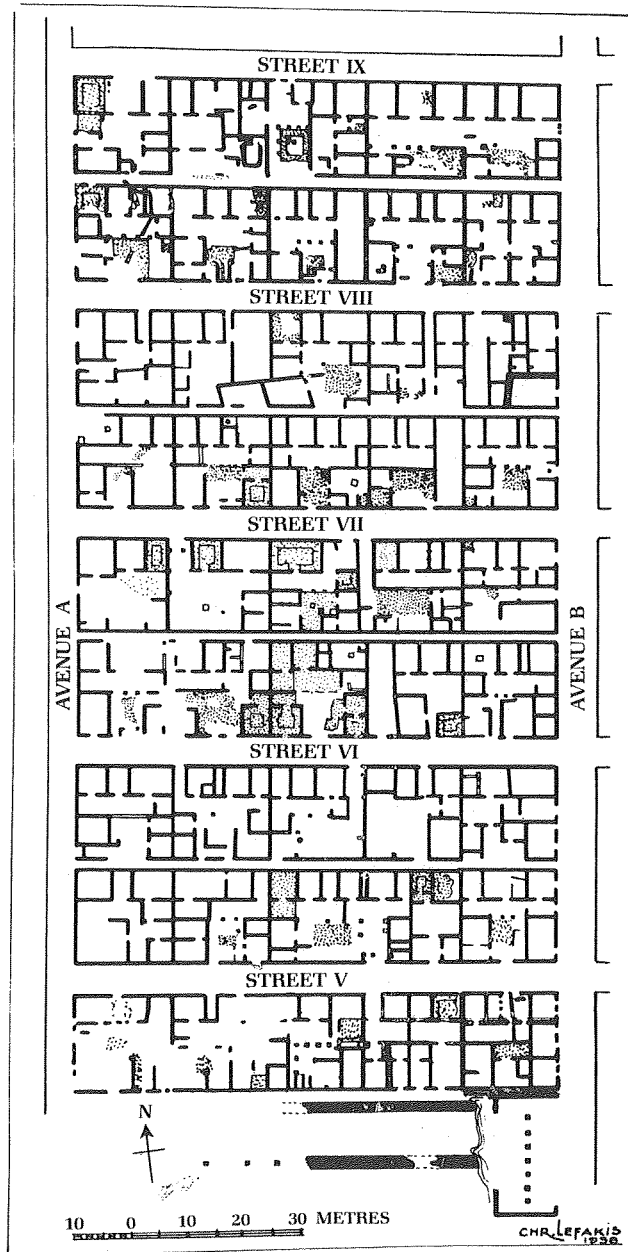 STREET IX
STREET VIII
STREET VII
AVENUE A
AVENUE B
STREET VI
STREET V
N
10 0 10 20 30 METRES
CHR. LEFAKIS
1938